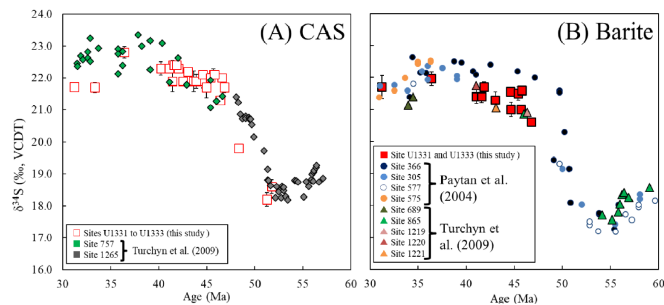 (A) CAS
(B) Barite
24.0
23.0
22.0
21.0
20.0
19.0
18.0
17.0
16.0
δ³⁴S (‰, VCDT)
Sites U1331 to U1333 (this study )
Site 757
Site 1265
Turchyn et al. (2009)
30 35 40 45 50 55 60
Age (Ma)
Site U1331 and U1333 (this study )
Site 366
Site 305
Site 577
Site 575
Paytan et al.
(2004)
Site 689
Site 865
Site 1219
Site 1220
Site 1221
Turchyn et al.
(2009)
30 35 40 45 50 55 60
Age (Ma)